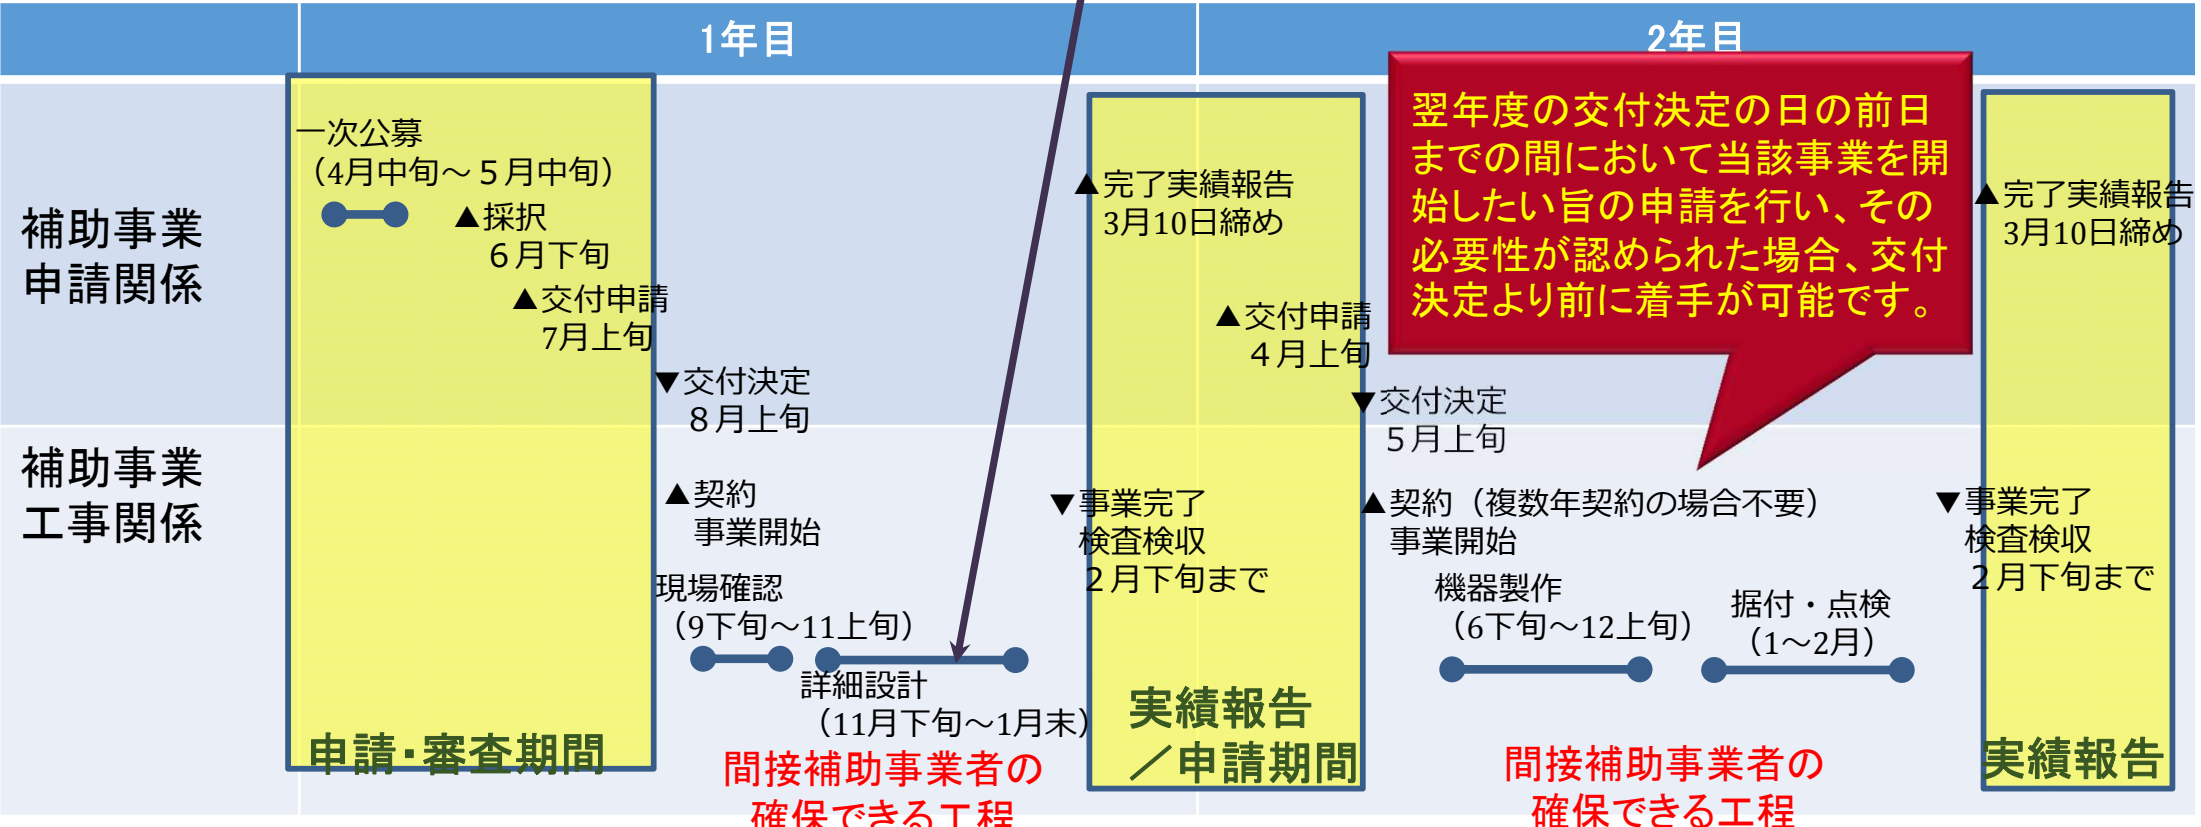 1年目
2年目
補助事業
申請関係
一次公募
（4月中旬～５月中旬）
▲採択
６月下旬
▲交付申請
7月上旬
▼交付決定
８月上旬
▲完了実績報告
3月10日締め
▲交付申請
４月上旬
▼交付決定
５月上旬
翌年度の交付決定の日の前日
までの間において当該事業を開
始したい旨の申請を行い、その
必要性が認められた場合、交付
決定より前に着手が可能です。
▲完了実績報告
3月10日締め
補助事業
工事関係
▲契約
事業開始
現場確認
（9下旬～11上旬）
詳細設計
（11月下旬～1月末）
▼事業完了
検査検収
２月下旬まで
▲契約（複数年契約の場合不要）
事業開始
機器製作
（6下旬～12上旬）
据付・点検
（1～2月）
▼事業完了
検査検収
２月下旬まで
申請・審査期間
間接補助事業者の
確保できる工程
実績報告
／申請期間
間接補助事業者の
確保できる工程
実績報告